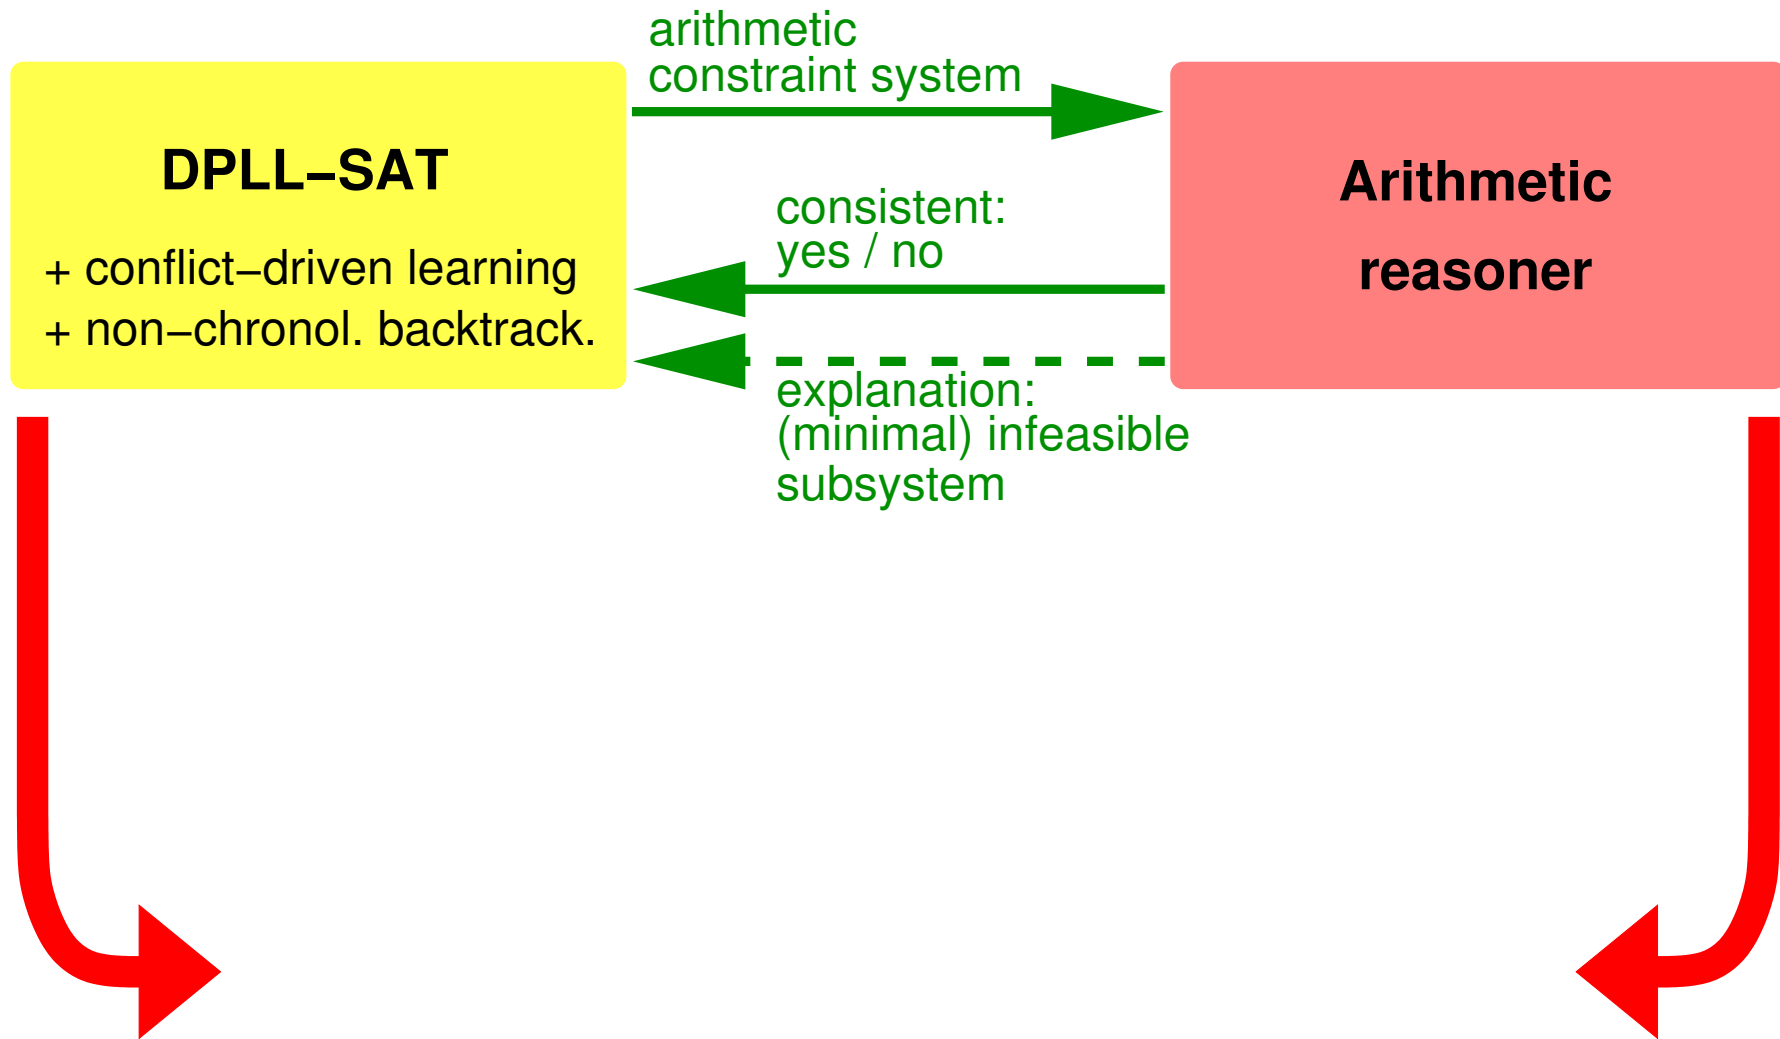 arithmetic
constraint system
DPLL–SAT
+ conflict–driven learning
+ non–chronol. backtrack.
consistent:
yes / no
explanation:
(minimal) infeasible
subsystem
Arithmetic
reasoner